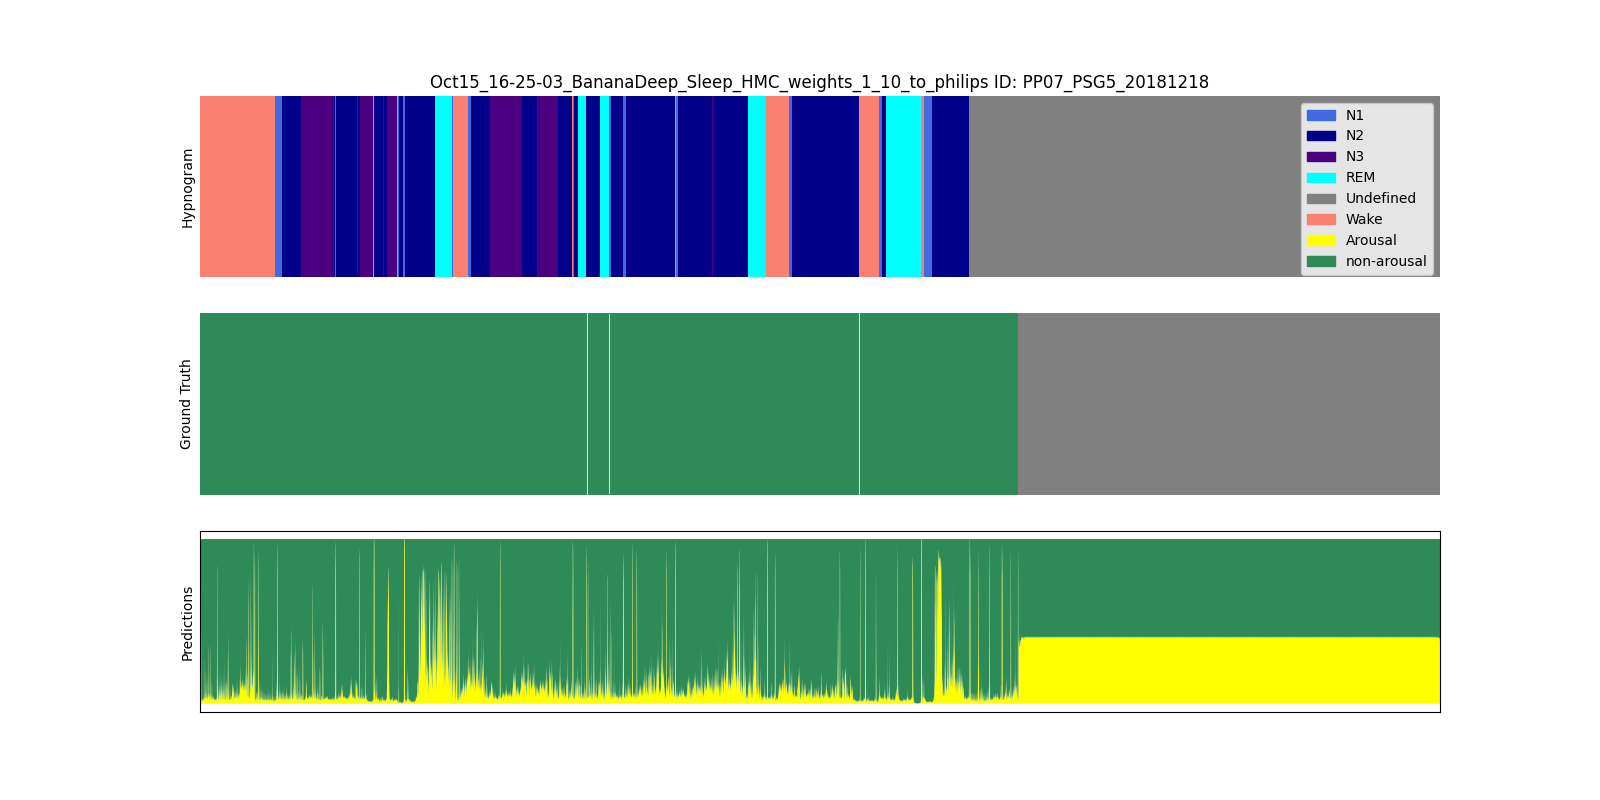 Oct15_16-25-03_BananaDeep_Sleep_HMC_weights_1_10_to_philips ID: PP07_PSG5_20181218
Hypnogram
N1
N2
N3
REM
Undefined
Wake
Arousal
non-arousal
Ground Truth
Predictions